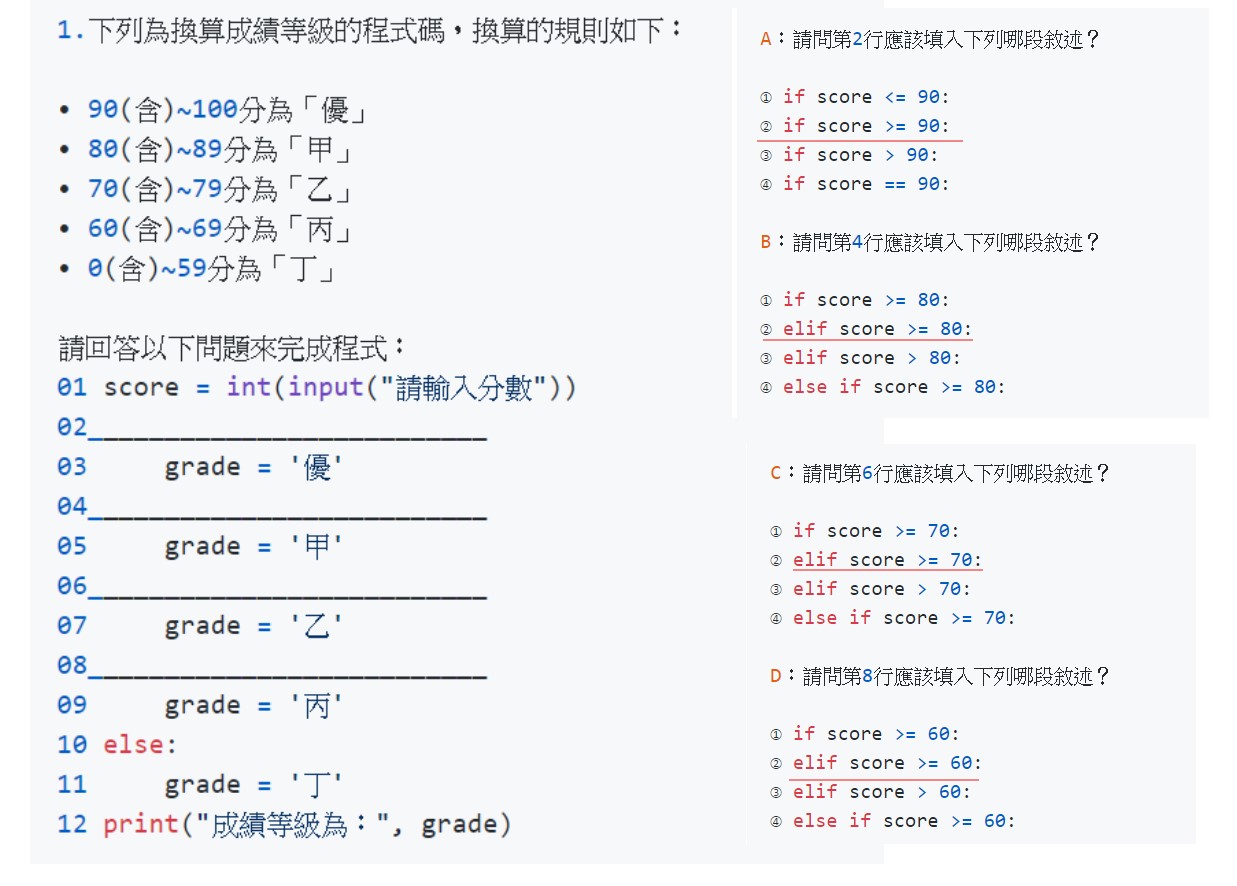 1.下列為換算成績等級的程式碼，換算的規則如下：
• 90(含)~100分為「優」
• 80(含)~89分為「甲」
• 70(含)~79分為「乙」
• 60(含)~69分為「丙」
• 0(含)~59分為「丁」
請回答以下問題來完成程式：
01 score = int(input("請輸入分數"))
02__________________________
03     grade = '優'
04__________________________
05     grade = '甲'
06__________________________
07     grade = '乙'
08__________________________
09     grade = '丙'
10 else:
11     grade = '丁'
12 print("成績等級為：", grade)
A：請問第2行應該填入下列哪段敘述？
① if score <= 90:
② if score >= 90:
③ if score > 90:
④ if score == 90:
B：請問第4行應該填入下列哪段敘述？
① if score >= 80:
② elif score >= 80:
③ elif score > 80:
④ else if score >= 80:
C：請問第6行應該填入下列哪段敘述？
① if score >= 70:
② elif score >= 70:
③ elif score > 70:
④ else if score >= 70:
D：請問第8行應該填入下列哪段敘述？
① if score >= 60:
② elif score >= 60:
③ elif score > 60:
④ else if score >= 60: